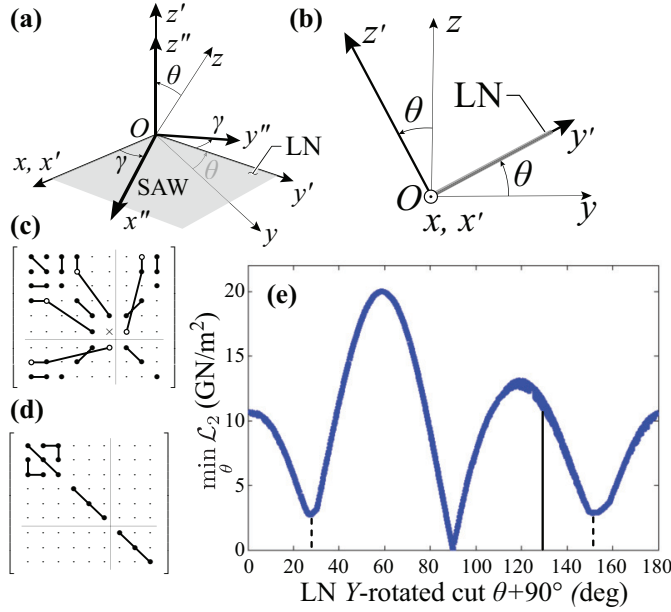 (a)
z′
z″
z
θ
O
γ
y″
LN
x, x′
γ
SAW
θ
y′
x″
y
(b)
z′
z
θ
LN
y′
θ
O
x, x′
y
(c)
(d)
(e)
min ℒ₂ (GN/m²)
θ
20
15
10
5
0
0 20 40 60 80 100 120 140 160 180
LN Y-rotated cut θ+90° (deg)